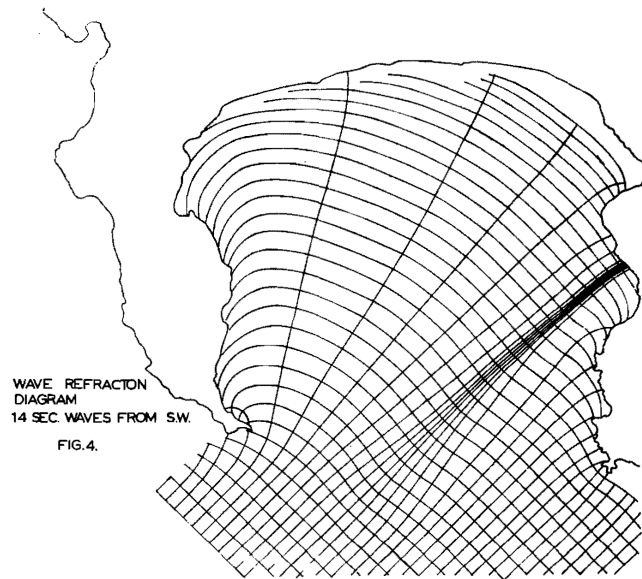 WAVE REFRACTON
DIAGRAM
14 SEC. WAVES FROM S.W.
FIG.4.